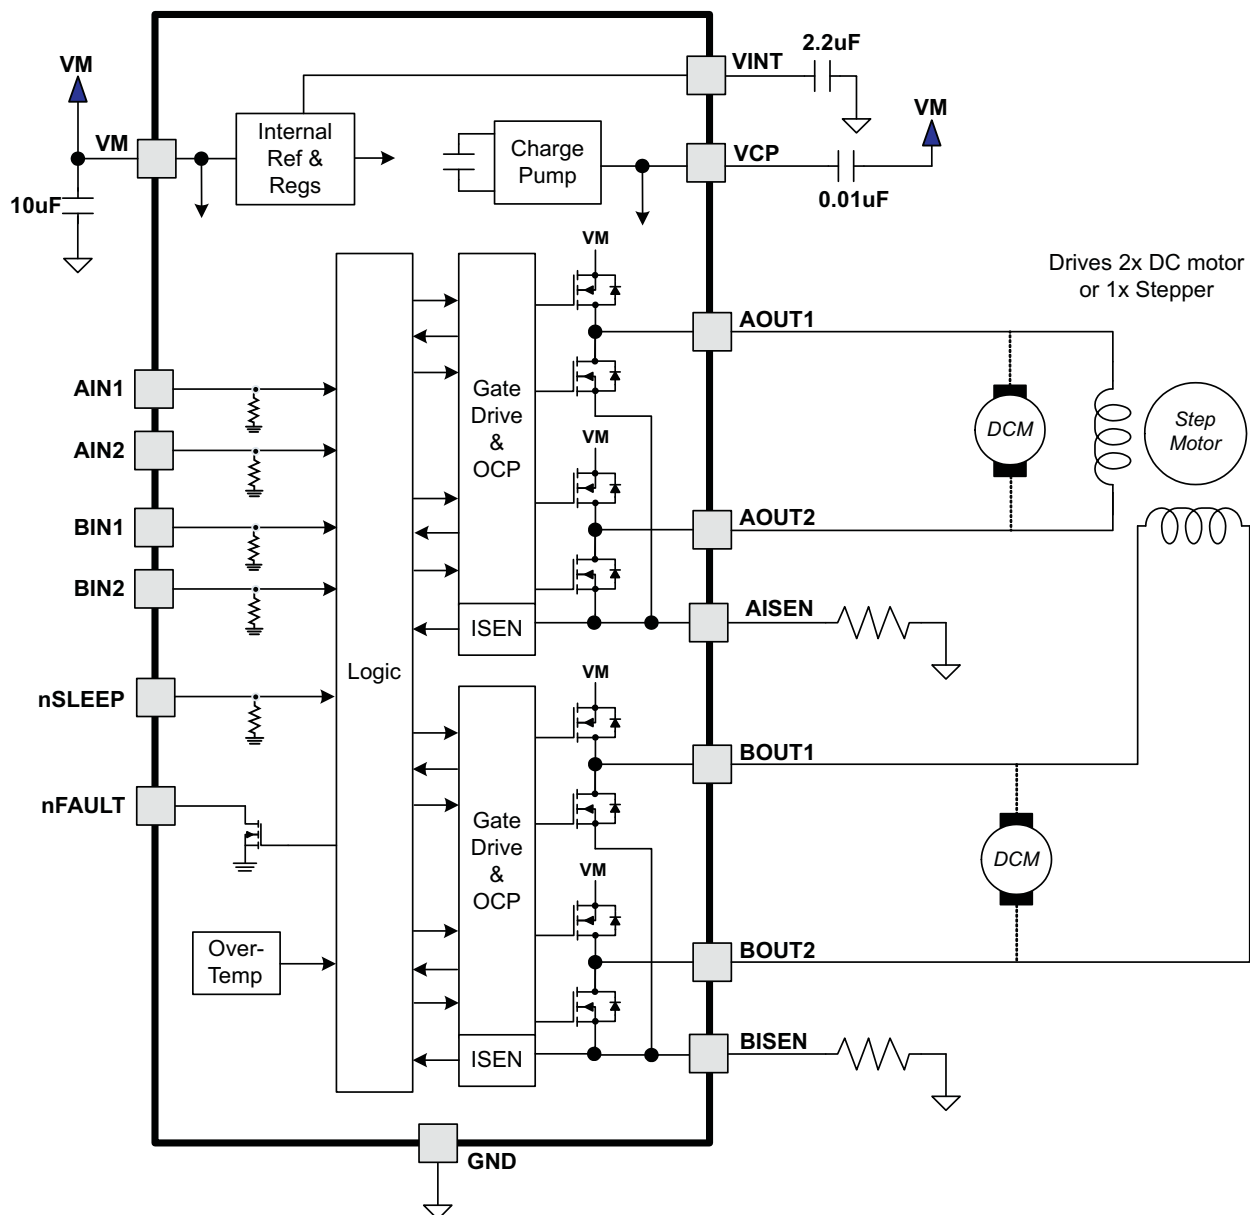 2.2uF
VINT
VM
VM
VM
Internal
Ref &
Regs
Charge
Pump
VCP
10uF
0.01uF
VM
Drives 2x DC motor
or 1x Stepper
AOUT1
AIN1
Gate
Drive
&
OCP
DCM
Step
Motor
AIN2
VM
BIN1
AOUT2
BIN2
AISEN
ISEN
Logic
VM
nSLEEP
BOUT1
nFAULT
Gate
Drive
&
OCP
DCM
VM
Over-
Temp
BOUT2
BISEN
ISEN
GND